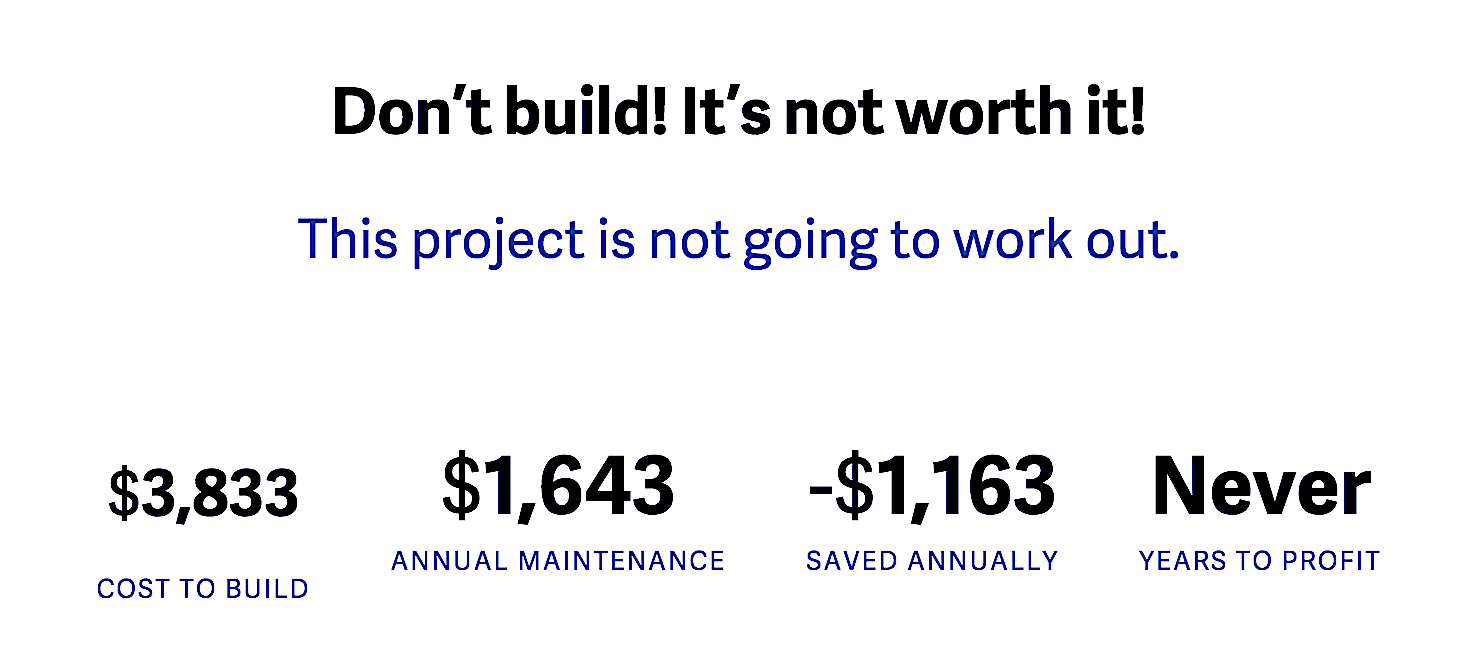 Don’t build! It’s not worth it!
This project is not going to work out.
$3,833
COST TO BUILD
$1,643
ANNUAL MAINTENANCE
-$1,163
SAVED ANNUALLY
Never
YEARS TO PROFIT